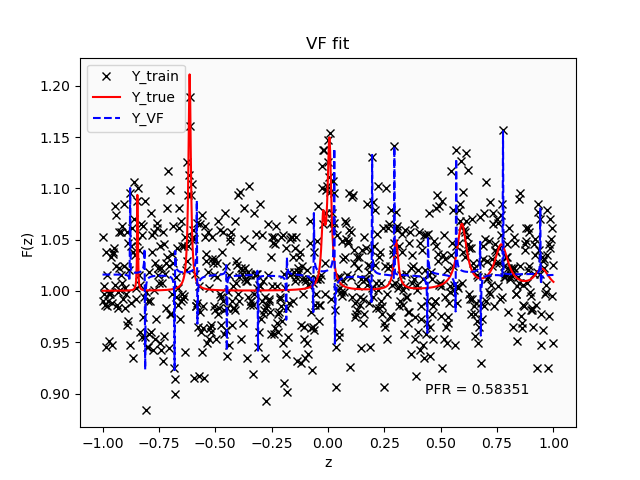 VF fit
Y_train
Y_true
Y_VF
1.20
1.15
1.10
1.05
1.00
0.95
0.90
F(z)
PFR = 0.58351
−1.00 −0.75 −0.50 −0.25 0.00 0.25 0.50 0.75 1.00
z